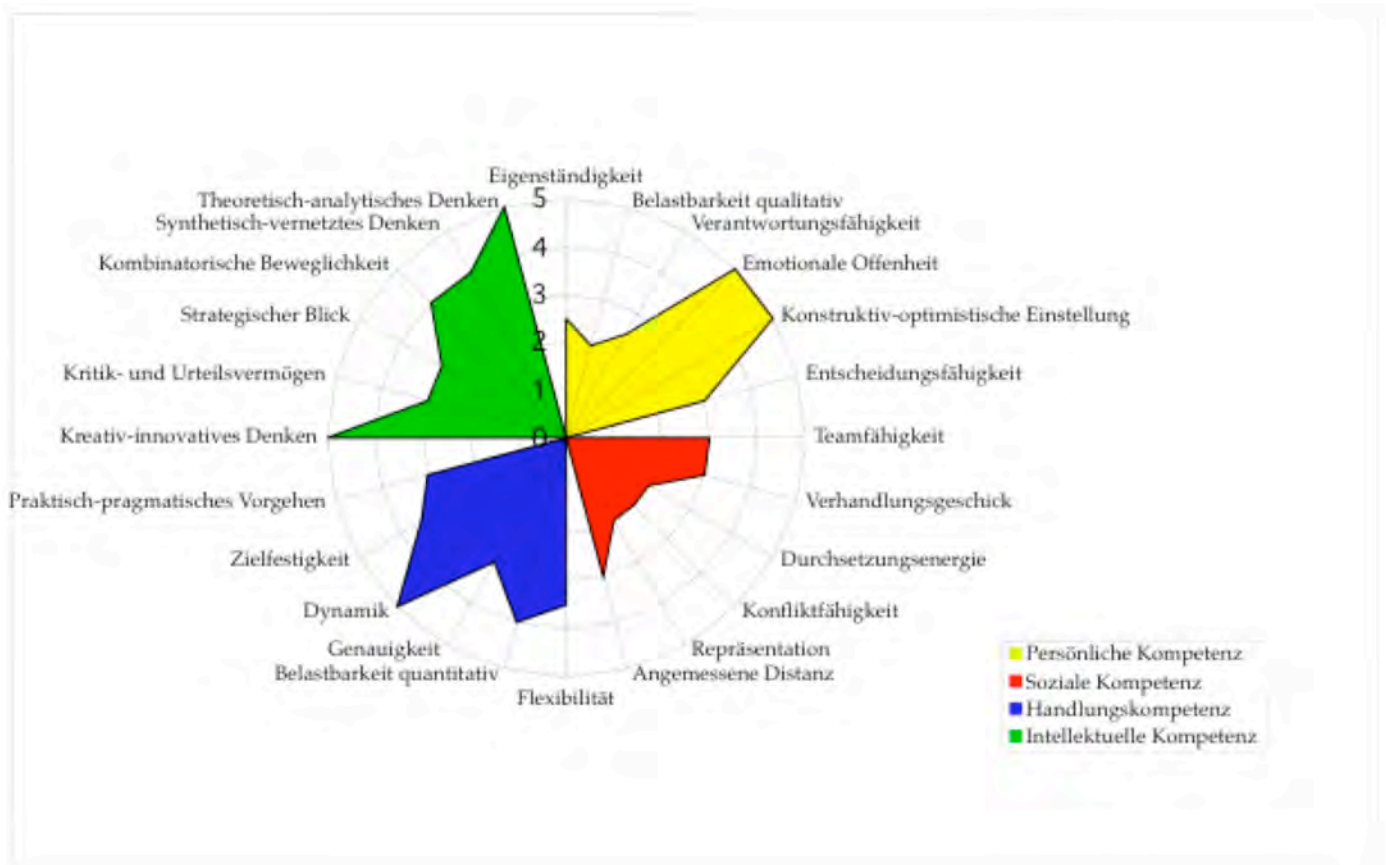 Eigenständigkeit
Theoretisch-analytisches Denken
5
Belastbarkeit qualitativ
Synthetisch-vernetztes Denken
Verantwortungsfähigkeit
4
Kombinatorische Beweglichkeit
Emotionale Offenheit
3
Strategischer Blick
Konstruktiv-optimistische Einstellung
2
Kritik- und Urteilsvermögen
1
Entscheidungsfähigkeit
Kreativ-innovatives Denken
0
Teamfähigkeit
Praktisch-pragmatisches Vorgehen
Verhandlungsgeschick
Zielfestigkeit
Durchsetzungsenergie
Dynamik
Konfliktfähigkeit
Genauigkeit
Repräsentation
Belastbarkeit quantitativ
Angemessene Distanz
Flexibilität
Persönliche Kompetenz
Soziale Kompetenz
Handlungskompetenz
Intellektuelle Kompetenz